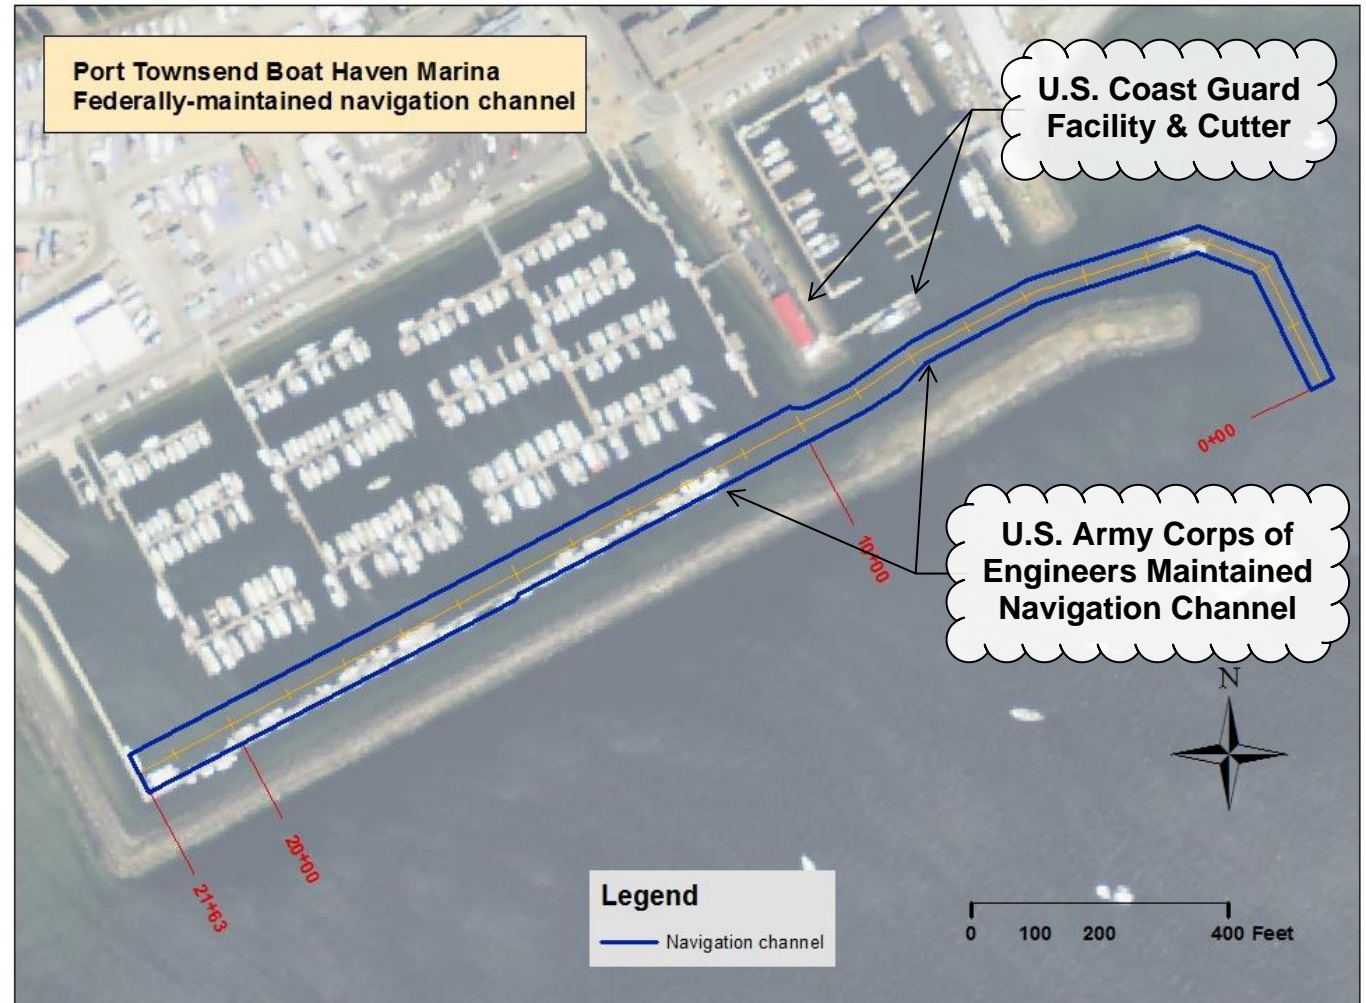 Port Townsend Boat Haven Marina
Federally-maintained navigation channel
U.S. Coast Guard
Facility & Cutter
0+00
10+00
U.S. Army Corps of
Engineers Maintained
Navigation Channel
N
20+00
21+63
Legend
Navigation channel
0 100 200 400 Feet